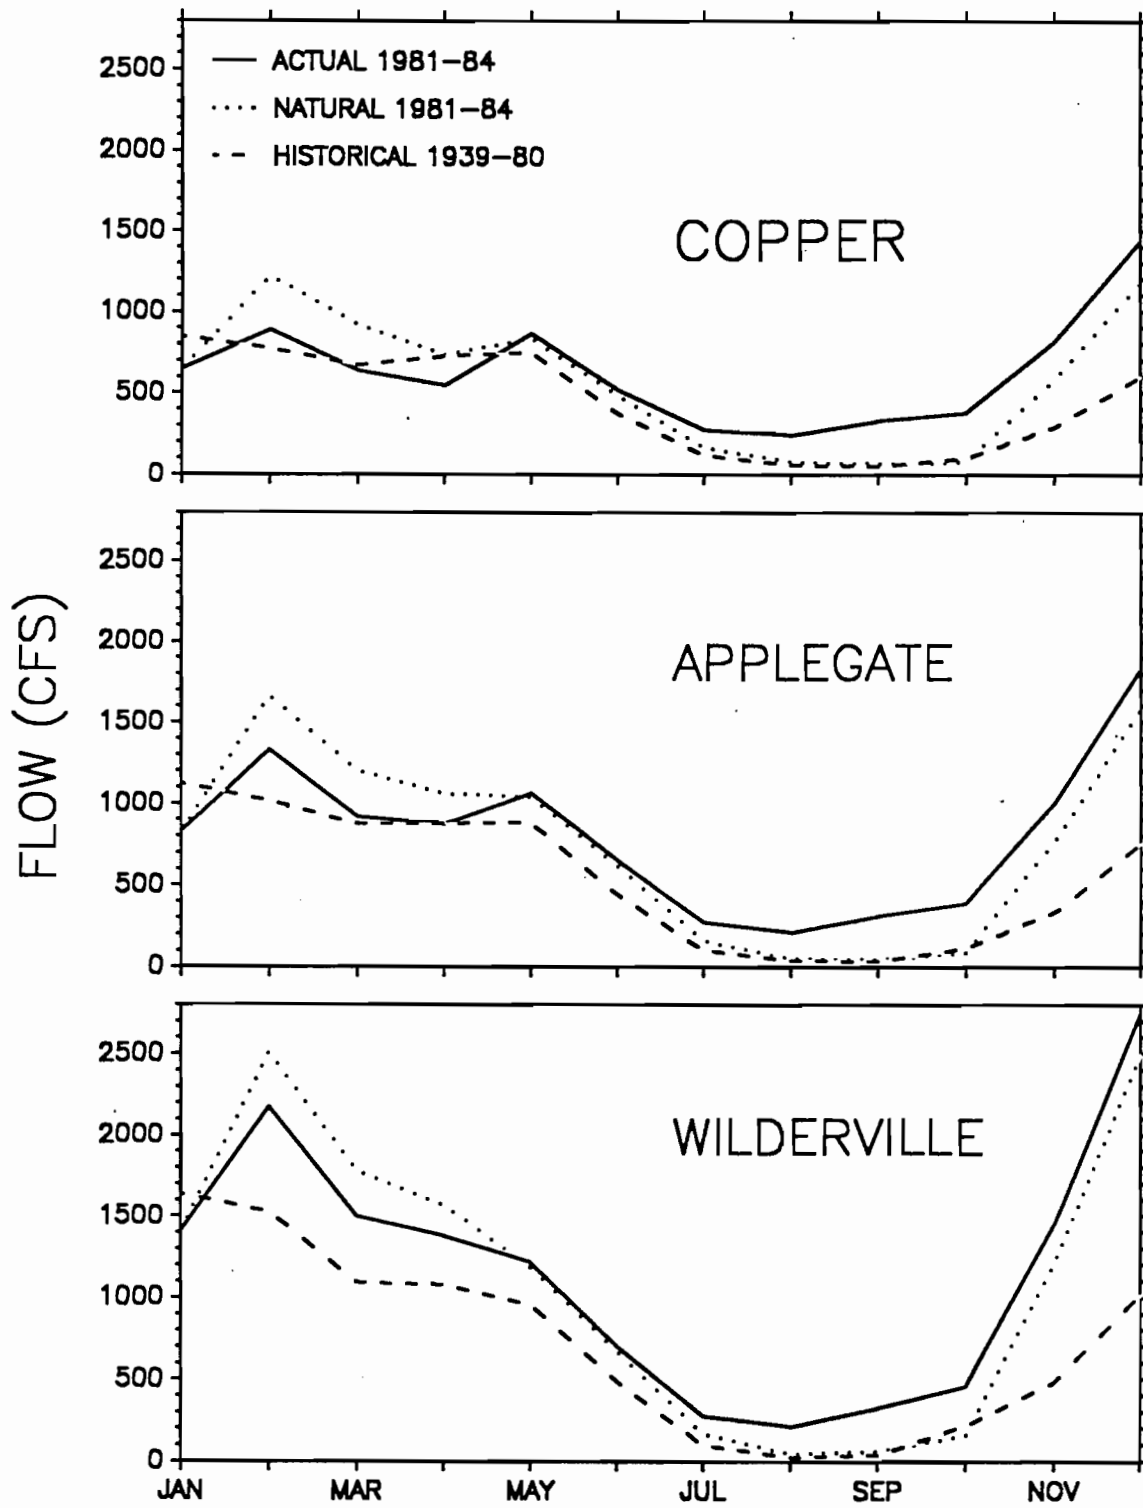 2500
2000
1500
1000
500
0
ACTUAL 1981–84
NATURAL 1981–84
HISTORICAL 1939–80
COPPER
2500
2000
1500
1000
500
0
APPLEGATE
FLOW (CFS)
2500
2000
1500
1000
500
0
WILDERVILLE
JAN MAR MAY JUL SEP NOV